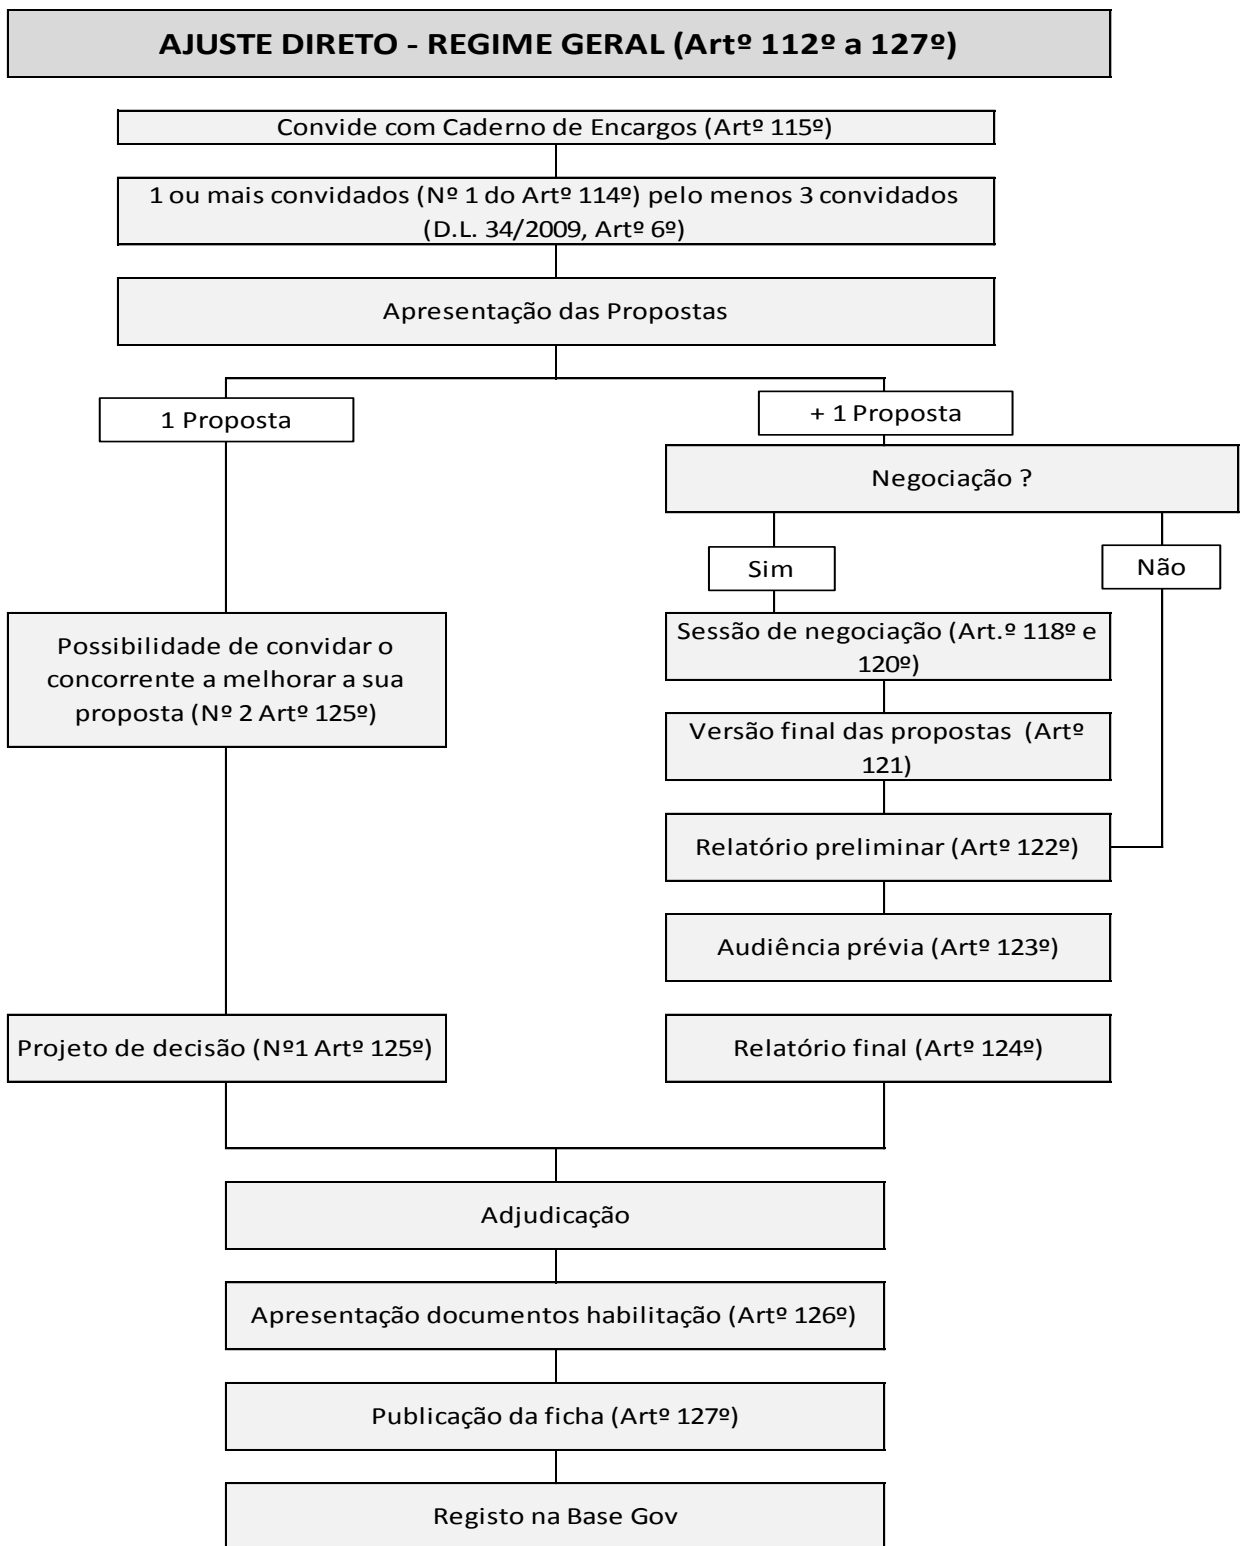 AJUSTE DIRETO - REGIME GERAL (Artº 112º a 127º)
Convide com Caderno de Encargos (Artº 115º)
1 ou mais convidados (Nº 1 do Artº 114º) pelo menos 3 convidados
(D.L. 34/2009, Artº 6º)
Apresentação das Propostas
1 Proposta
+ 1 Proposta
Negociação ?
Sim
Não
Possibilidade de convidar o
concorrente a melhorar a sua
proposta (Nº 2 Artº 125º)
Sessão de negociação (Art.º 118º e
120º)
Versão final das propostas (Artº
121)
Relatório preliminar (Artº 122º)
Audiência prévia (Artº 123º)
Projeto de decisão (Nº1 Artº 125º)
Relatório final (Artº 124º)
Adjudicação
Apresentação documentos habilitação (Artº 126º)
Publicação da ficha (Artº 127º)
Registo na Base Gov